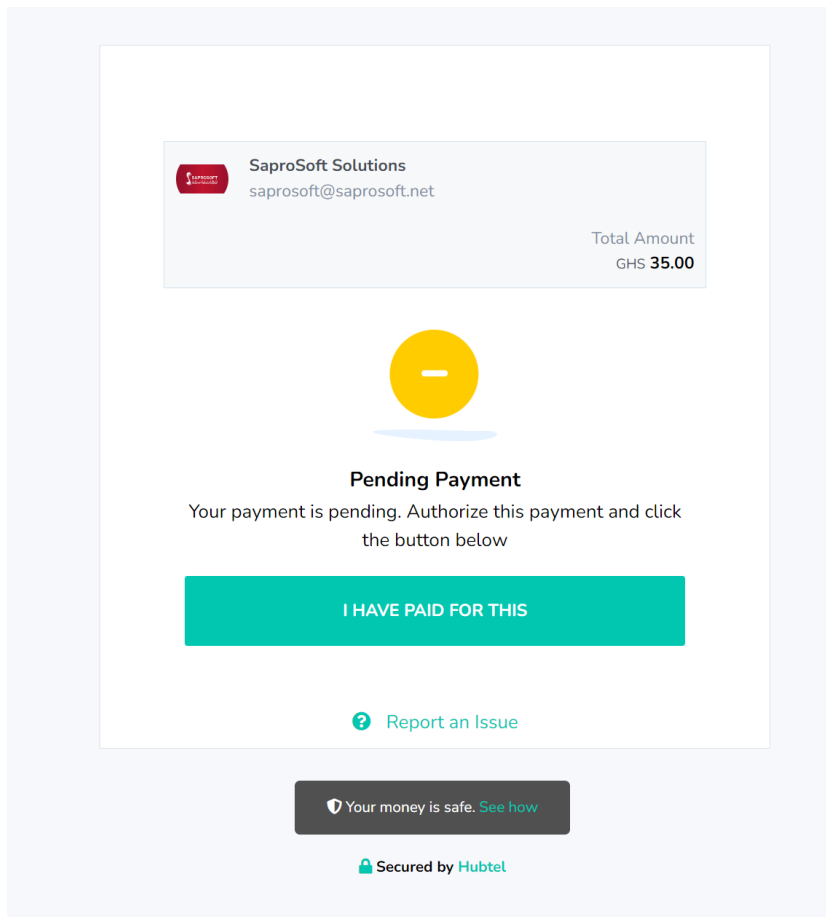 SAPROSOFT
SaproSoft Solutions
saprosoft@saprosoft.net
Total Amount
GHS 35.00
Pending Payment
Your payment is pending. Authorize this payment and click
the button below
I HAVE PAID FOR THIS
? Report an Issue
Your money is safe. See how
Secured by Hubtel